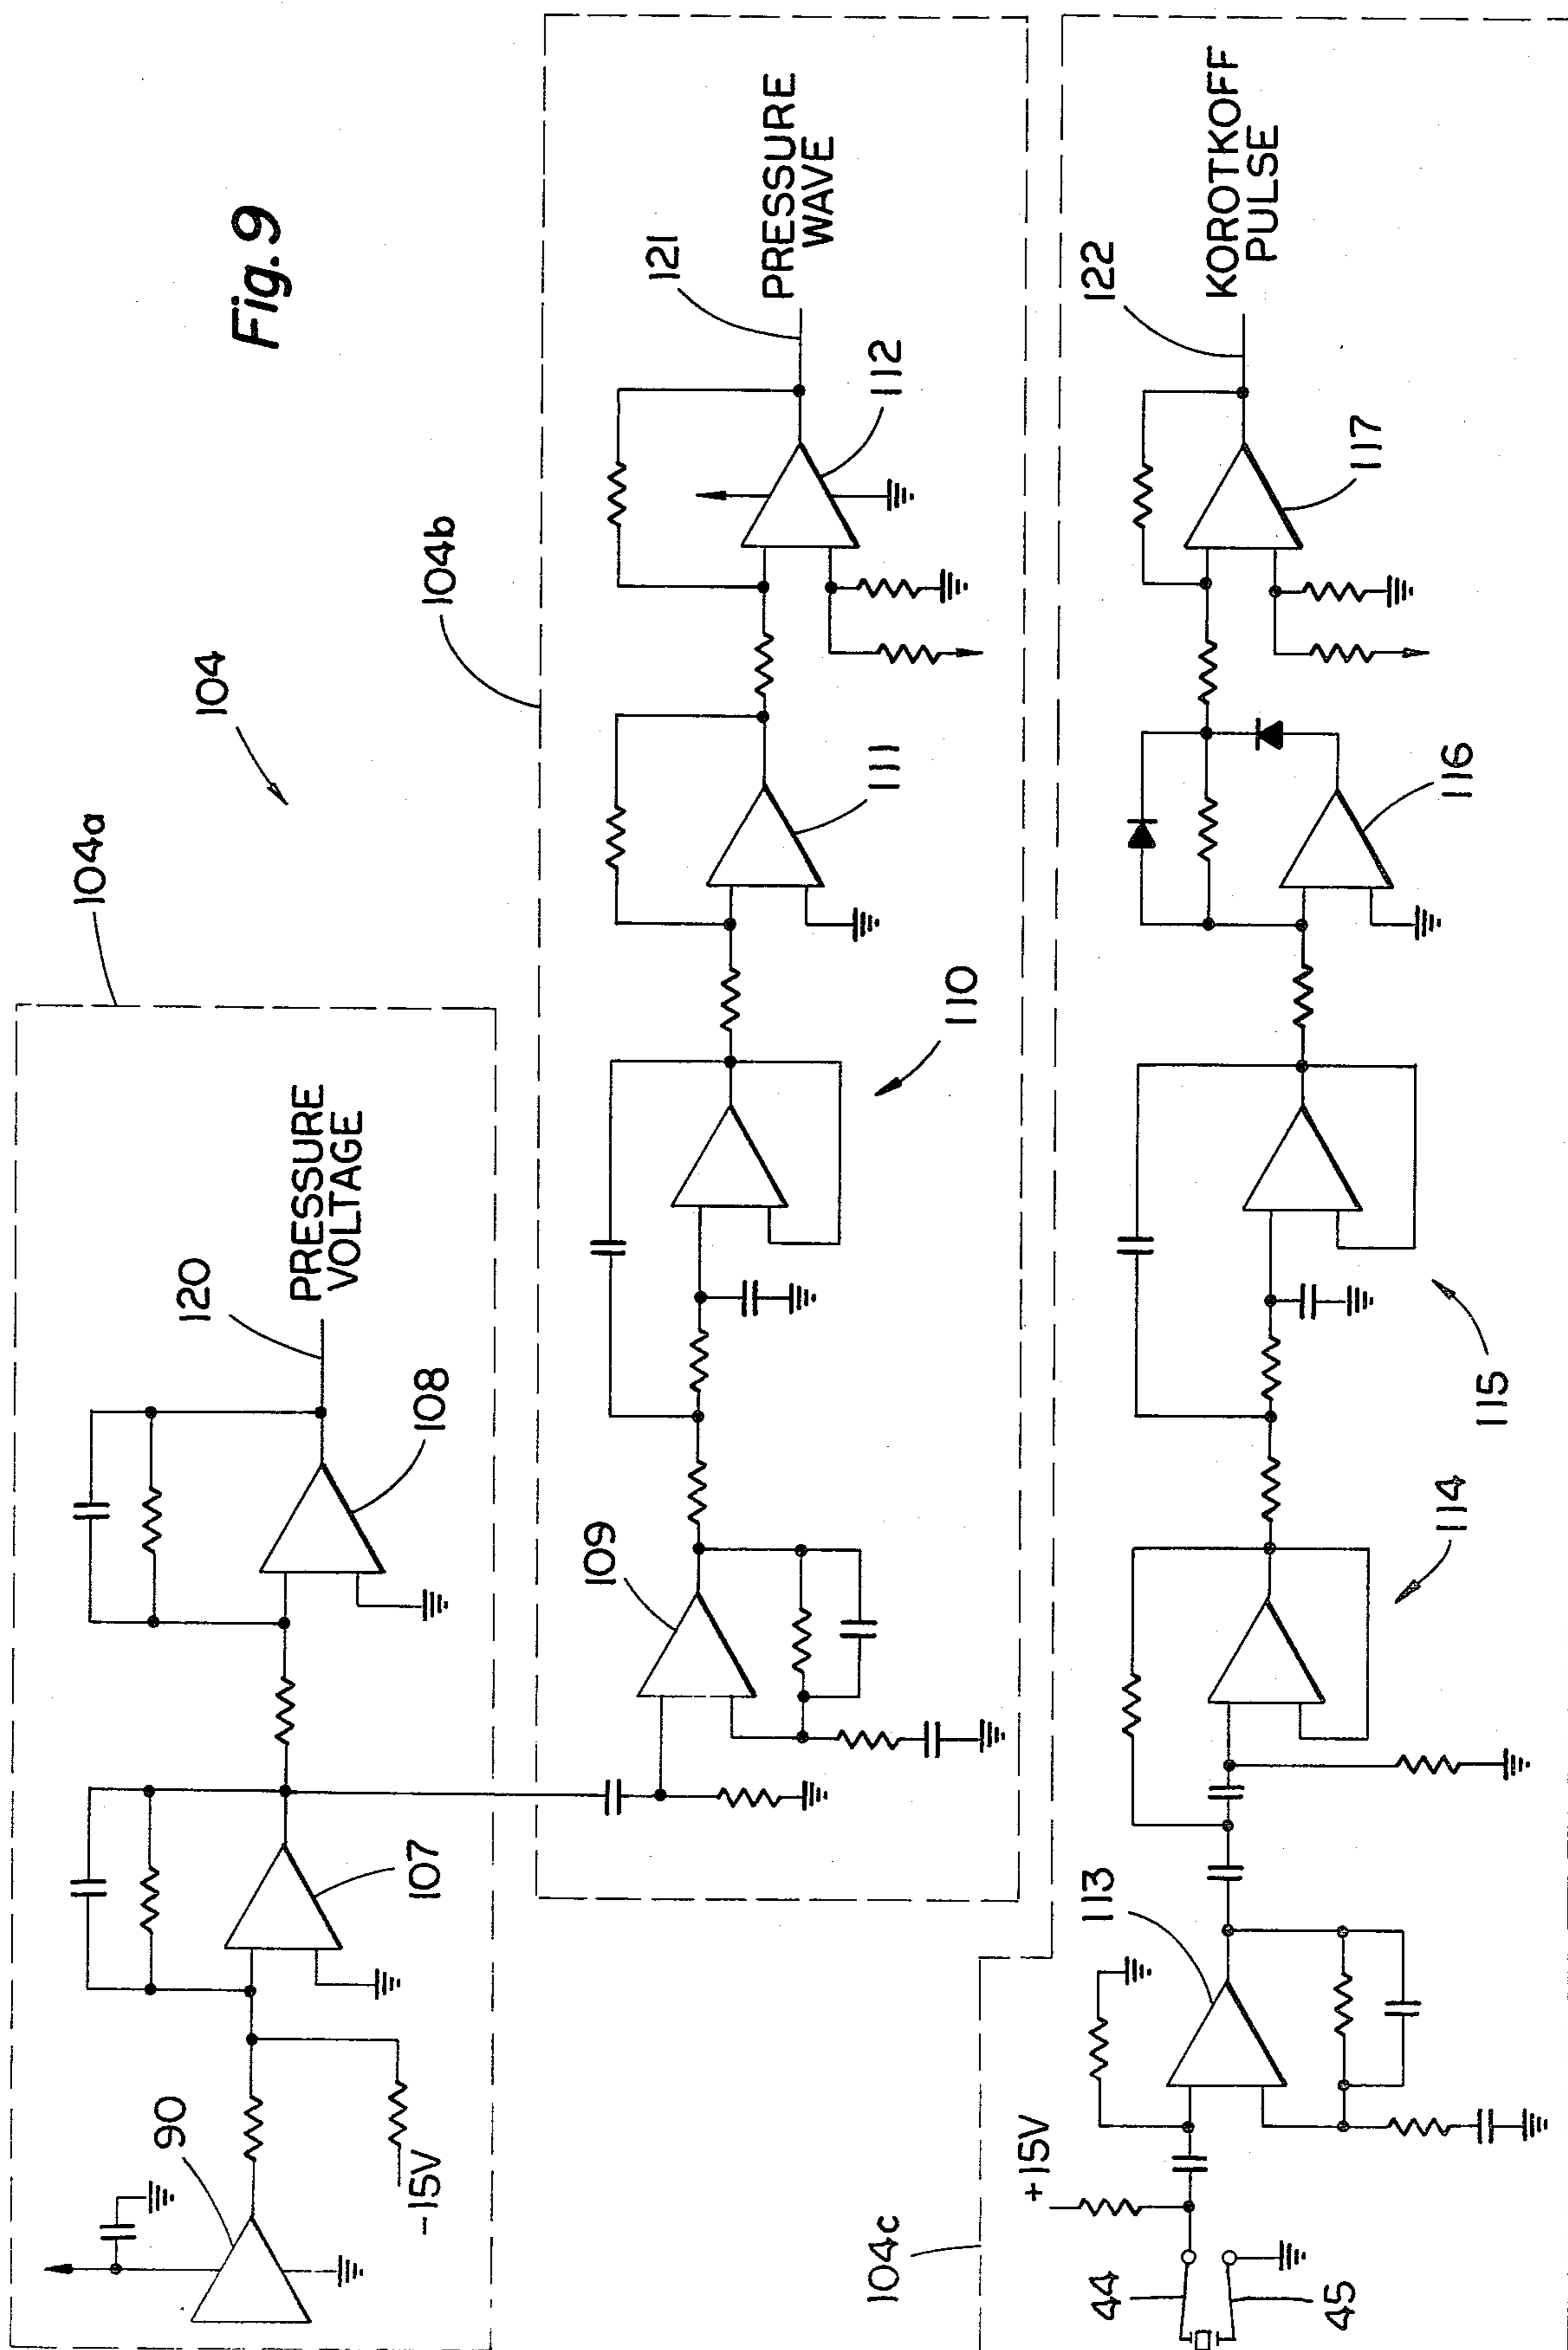 Fig. 9
104
104a
90
-15V
107
108
120
PRESSURE
VOLTAGE
104b
109
110
111
112
121
PRESSURE
WAVE
104c
44
45
+15V
113
114
115
116
117
122
KOROTKOFF
PULSE